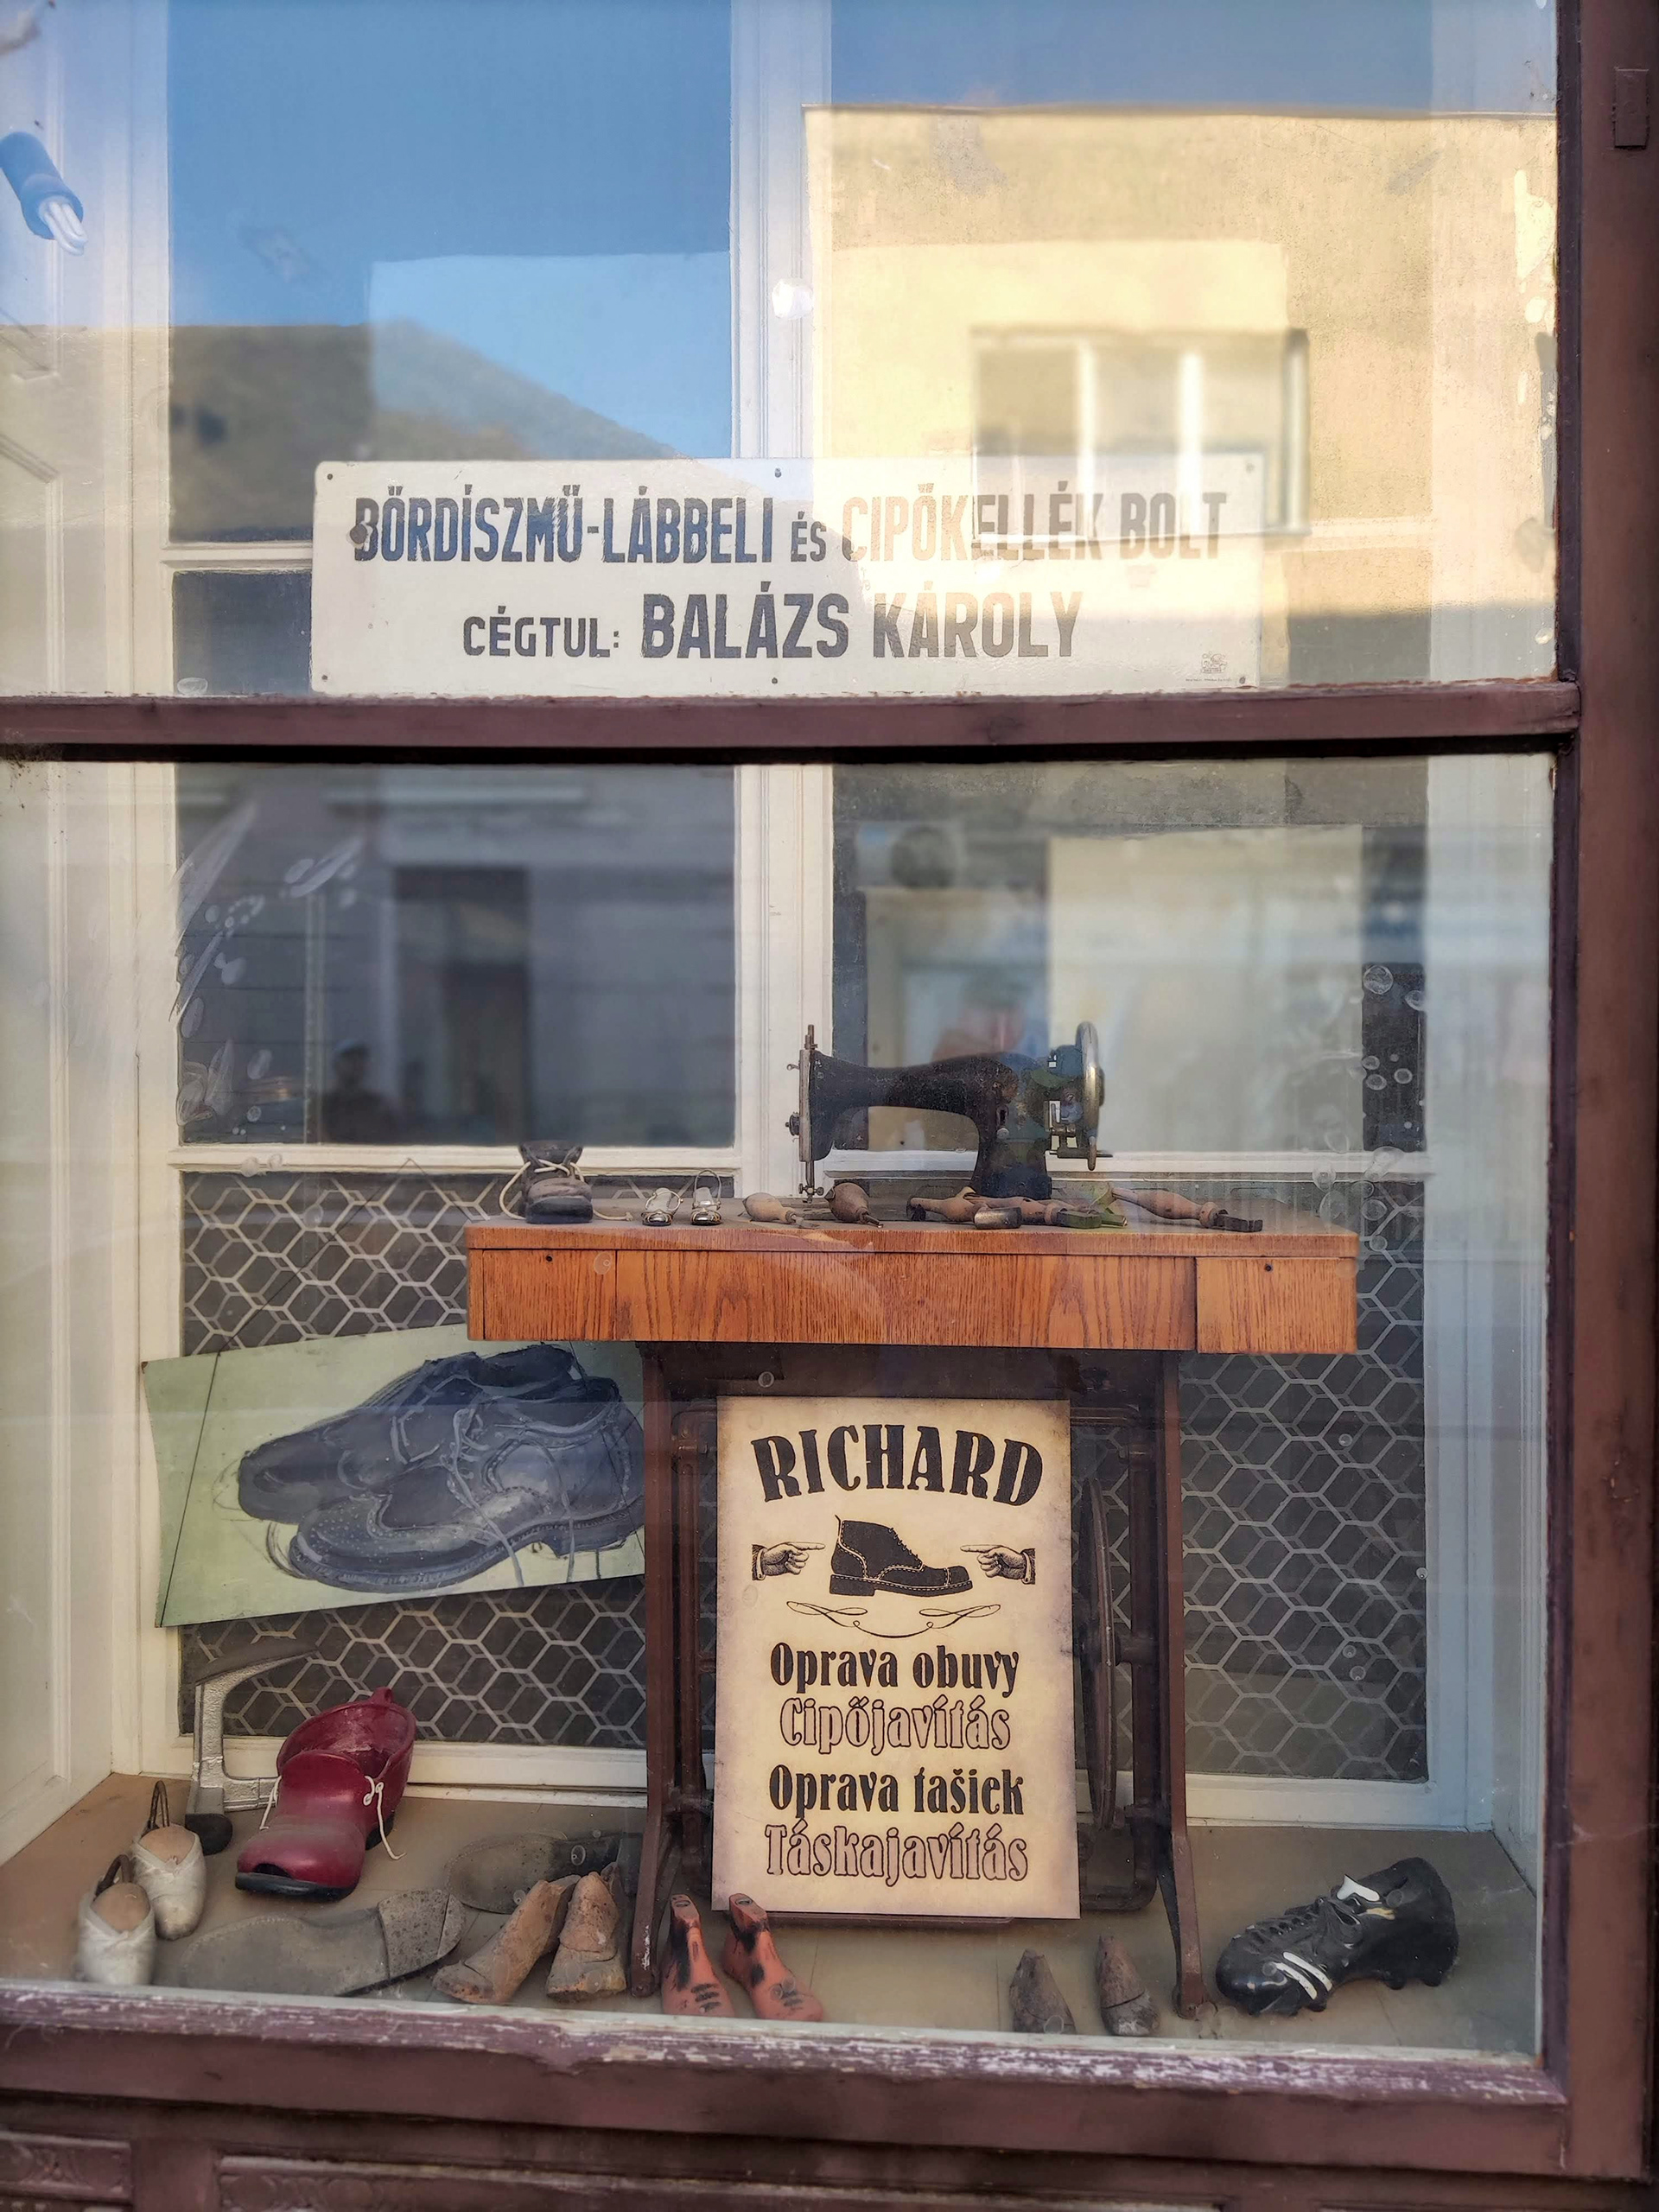 BŐRDÍSZMŰ-LÁBBELI ÉS CIPŐKELLÉK BOLT
CÉGTUL: BALÁZS KÁROLY
RICHARD
Oprava obuvy
Cipőjavítás
Oprava tašiek
Táskajavítás